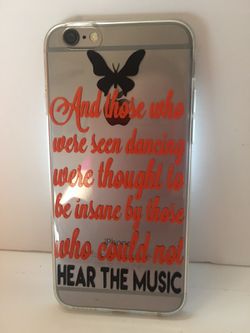 And those who
were seen dancing
were thought to
be insane by those
who could not
iPhone
HEAR THE MUSIC